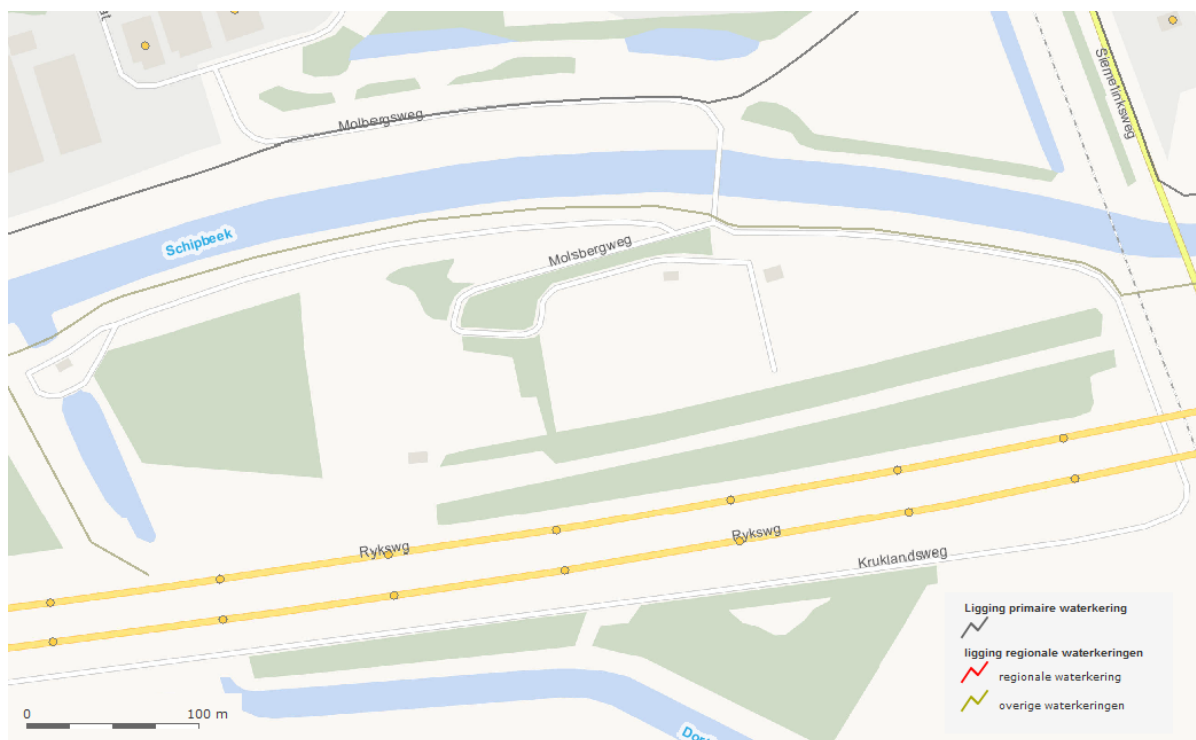 Molbergsweg
Siemelinksweg
Schipbeek
Molsbergweg
Rykswg
Rykswg
Kruklandsweg
Ligging primaire waterkering
ligging regionale waterkeringen
regionale waterkering
overige waterkeringen
0 100 m